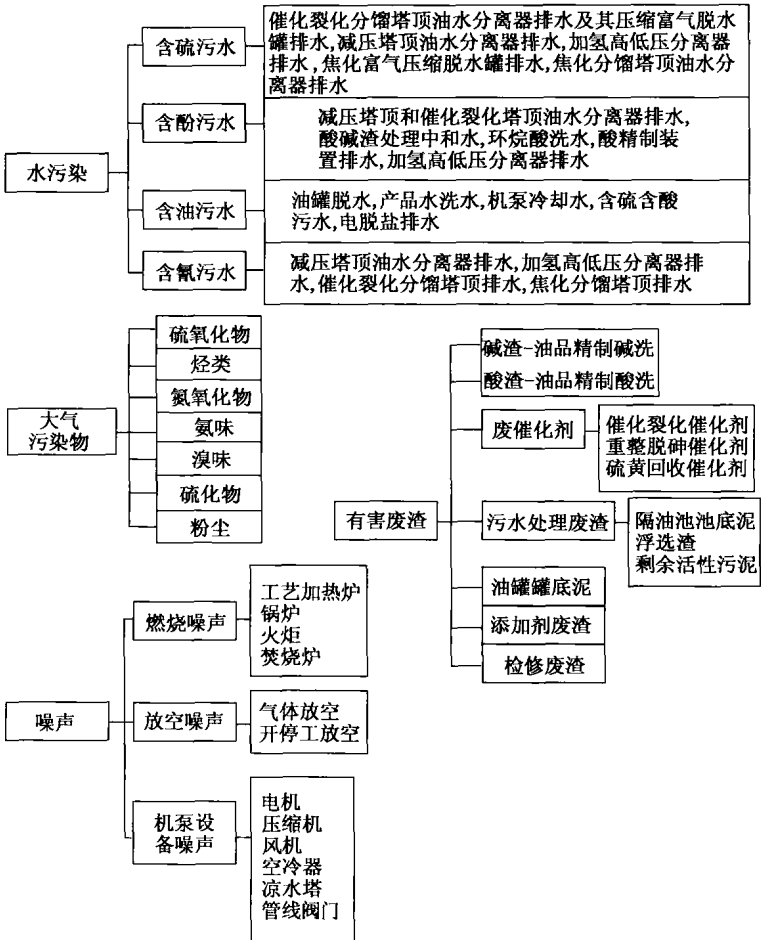 水污染
含硫污水
催化裂化分馏塔顶油水分离器排水及其压缩富气脱水
罐排水,减压塔顶油水分离器排水,加氢高低压分离器
排水,焦化富气压缩脱水罐排水,焦化分馏塔顶油水分
离器排水
含酚污水
减压塔顶和催化裂化塔顶油水分离器排水,
酸碱渣处理中和水,环烷酸洗水,酸精制装
置排水,加氢高低压分离器排水
含油污水
油罐脱水,产品水洗水,机泵冷却水,含硫含酸
污水,电脱盐排水
含氰污水
减压塔顶油水分离器排水,加氢高低压分离器排
水,催化裂化分馏塔顶排水,焦化分馏塔顶排水
大气
污染物
硫氧化物
烃类
氮氧化物
氨味
溴味
硫化物
粉尘
有害废渣
碱渣-油品精制碱洗
酸渣-油品精制酸洗
废催化剂
催化裂化催化剂
重整脱砷催化剂
硫黄回收催化剂
污水处理废渣
隔油池池底泥
浮选渣
剩余活性污泥
油罐罐底泥
添加剂废渣
检修废渣
噪声
燃烧噪声
工艺加热炉
锅炉
火炬
焚烧炉
放空噪声
气体放空
开停工放空
机泵设
备噪声
电机
压缩机
风机
空冷器
凉水塔
管线阀门